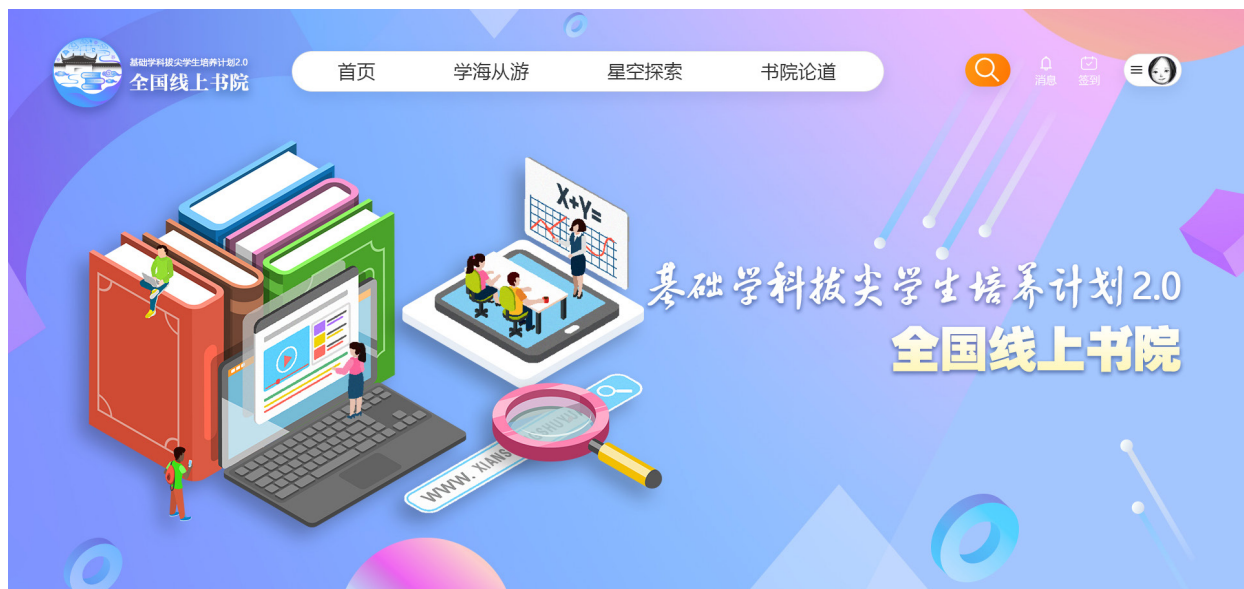 基础学科拔尖学生培养计划2.0
全国线上书院
首页 学海从游 星空探索 书院论道
消息 签到
X+Y=
基础学科拔尖学生培养计划2.0
全国线上书院
WWW. XIANS